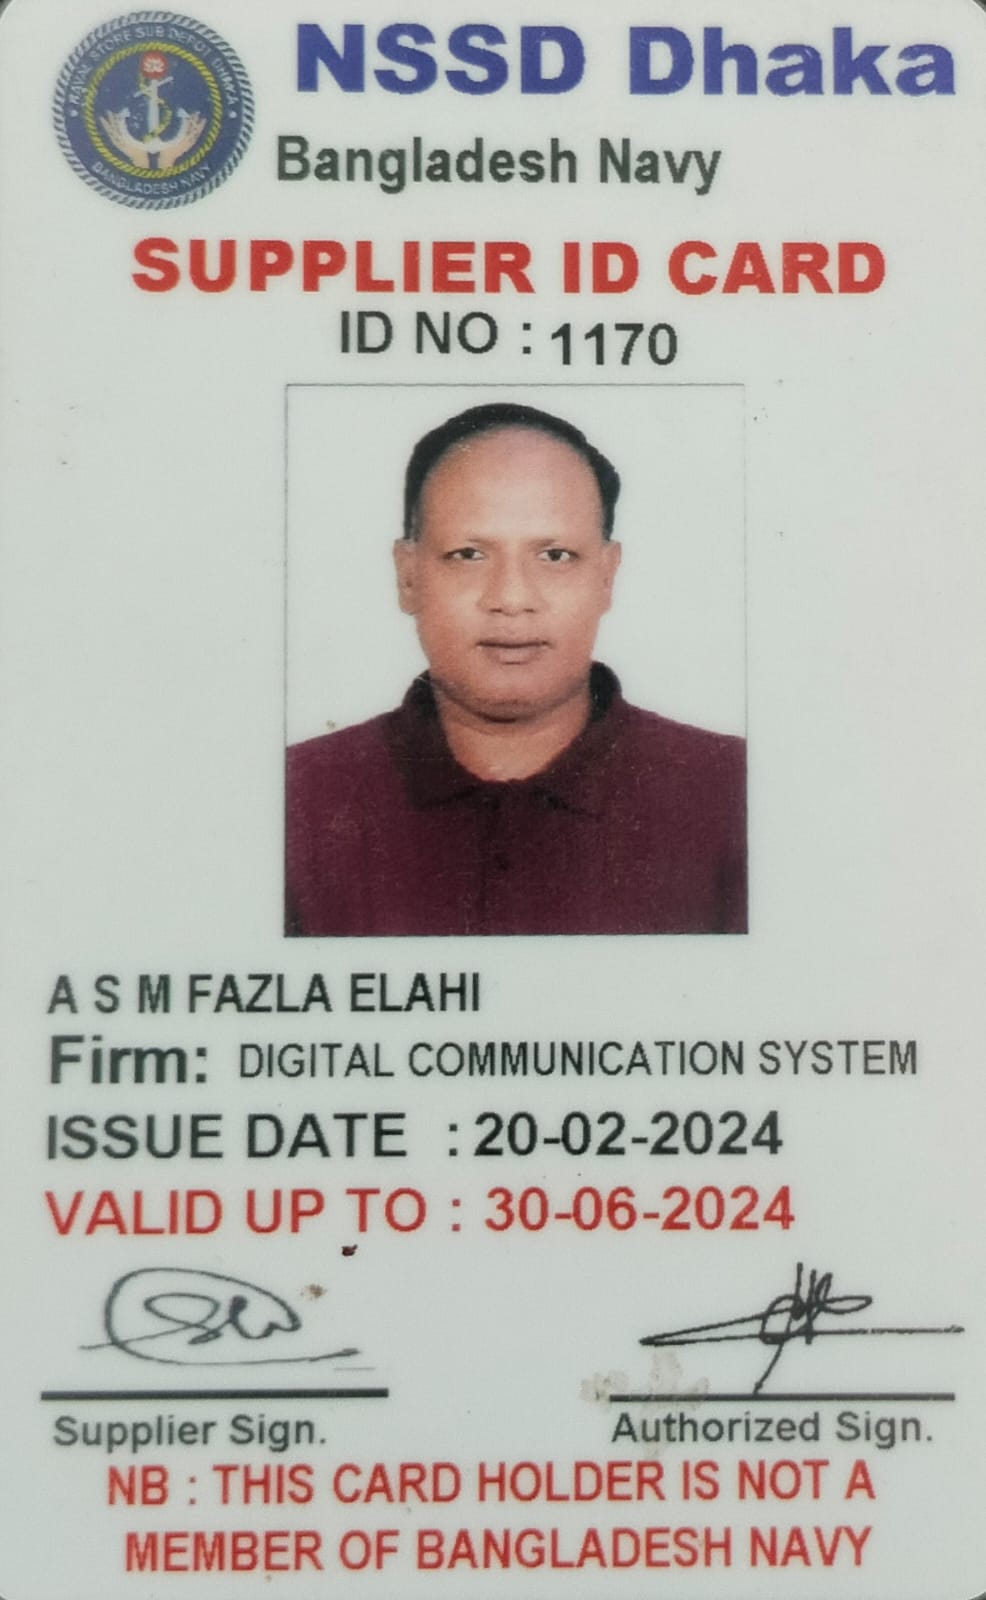 NAVAL STORE SUB DEPOT DHAKA
BANGLADESH NAVY
NSSD Dhaka
Bangladesh Navy
SUPPLIER ID CARD
ID NO : 1170
A S M FAZLA ELAHI
Firm: DIGITAL COMMUNICATION SYSTEM
ISSUE DATE : 20-02-2024
VALID UP TO : 30-06-2024
Supplier Sign.
Authorized Sign.
NB : THIS CARD HOLDER IS NOT A
MEMBER OF BANGLADESH NAVY